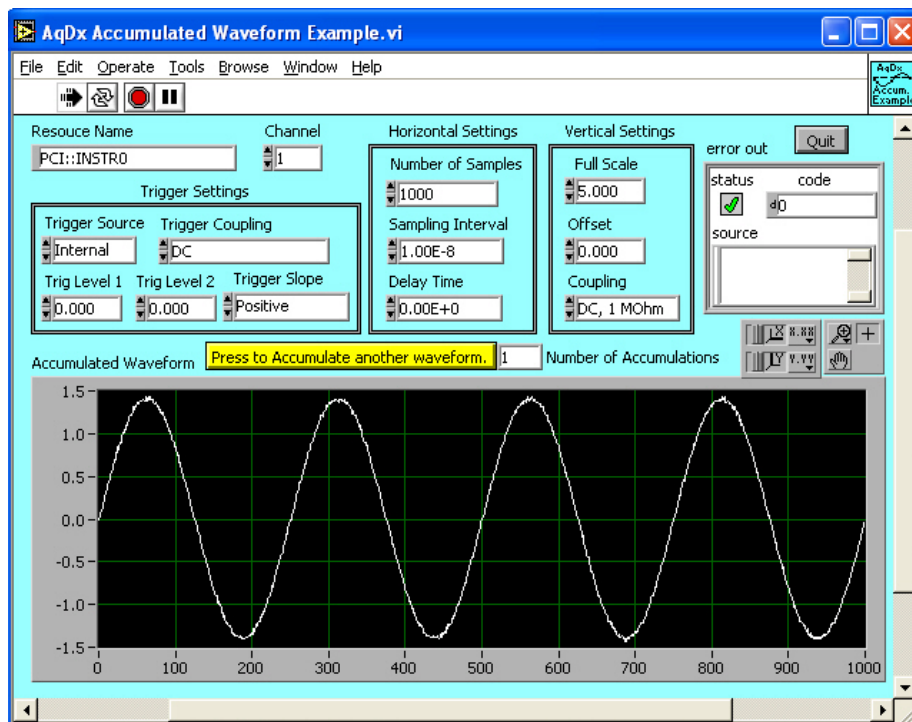 AqDx Accumulated Waveform Example.vi
File Edit Operate Tools Browse Window Help
AqDx
Accum.
Example
Resouce Name
PCI::INSTR0
Channel
1
Trigger Settings
Trigger Source
Internal
Trigger Coupling
DC
Trig Level 1
0.000
Trig Level 2
0.000
Trigger Slope
Positive
Horizontal Settings
Number of Samples
1000
Sampling Interval
1.00E-8
Delay Time
0.00E+0
Vertical Settings
Full Scale
5.000
Offset
0.000
Coupling
DC, 1 MOhm
error out
Quit
status
code
d0
source
X X.XX
Y Y.YY
Accumulated Waveform
Press to Accumulate another waveform.
1
Number of Accumulations
1.5
1.0
0.5
0.0
-0.5
-1.0
-1.5
0 100 200 300 400 500 600 700 800 900 1000